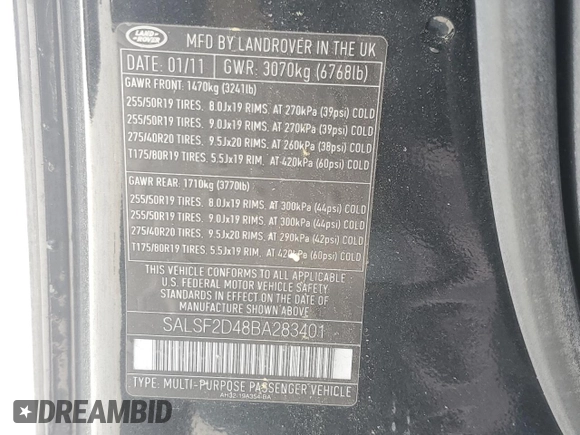 LAND
ROVER
MFD BY LANDROVER IN THE UK
DATE: 01/11 GWR: 3070kg (6768lb)
GAWR FRONT: 1470kg (3241lb)
255/50R19 TIRES. 8.0Jx19 RIMS. AT 270kPa (39psi) COLD
255/50R19 TIRES. 9.0Jx19 RIMS. AT 270kPa (39psi) COLD
275/40R20 TIRES. 9.5Jx20 RIMS. AT 260kPa (38psi) COLD
T175/80R19 TIRES. 5.5Jx19 RIM. AT 420kPa (60psi) COLD
GAWR REAR: 1710kg (3770lb)
255/50R19 TIRES. 8.0Jx19 RIMS. AT 300kPa (44psi) COLD
255/50R19 TIRES. 9.0Jx19 RIMS. AT 300kPa (44psi) COLD
275/40R20 TIRES. 9.5Jx20 RIMS. AT 290kPa (42psi) COLD
T175/80R19 TIRES. 5.5Jx19 RIM. AT 420kPa (60psi) COLD
THIS VEHICLE CONFORMS TO ALL APPLICABLE
U.S. FEDERAL MOTOR VEHICLE SAFETY
STANDARDS IN EFFECT ON THE DATE OF
MANUFACTURE SHOWN ABOVE
SALSF2D48BA283401
TYPE: MULTI-PURPOSE PASSENGER VEHICLE
AH32-19A354-BA
DREAMBID